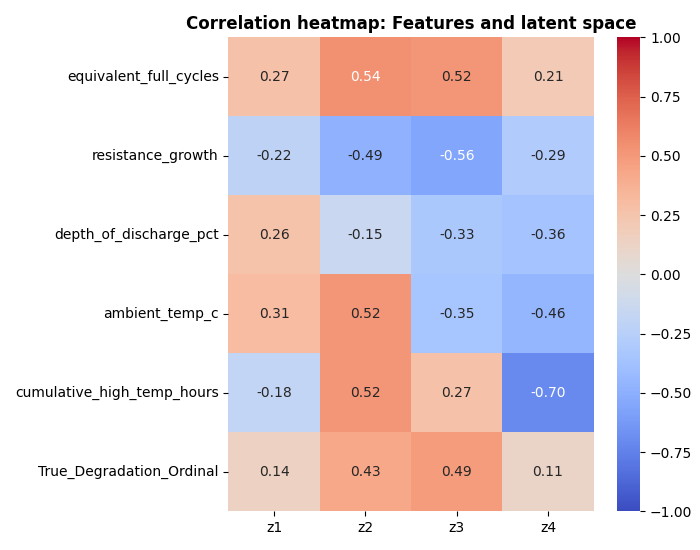 Correlation heatmap: Features and latent space
equivalent_full_cycles 0.27 0.54 0.52 0.21
resistance_growth -0.22 -0.49 -0.56 -0.29
depth_of_discharge_pct 0.26 -0.15 -0.33 -0.36
ambient_temp_c 0.31 0.52 -0.35 -0.46
cumulative_high_temp_hours -0.18 0.52 0.27 -0.70
True_Degradation_Ordinal 0.14 0.43 0.49 0.11
z1 z2 z3 z4
1.00
0.75
0.50
0.25
0.00
−0.25
−0.50
−0.75
−1.00